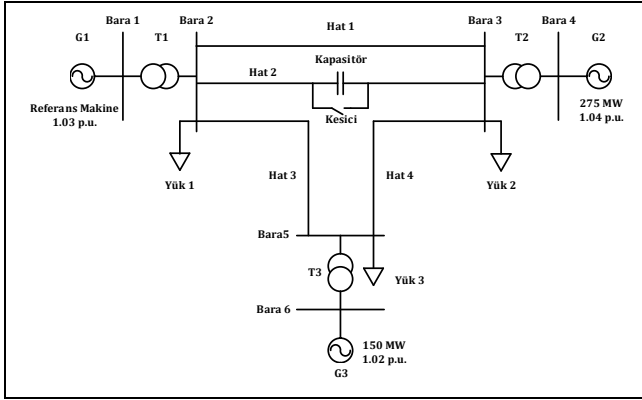 Bara 1
Bara 2
Hat 1
Bara 3
Bara 4
G1
T1
Kapasitör
T2
G2
Hat 2
Referans Makine
1.03 p.u.
Kesici
275 MW
1.04 p.u.
Yük 1
Hat 3
Hat 4
Yük 2
Bara5
T3
Yük 3
Bara 6
150 MW
1.02 p.u.
G3